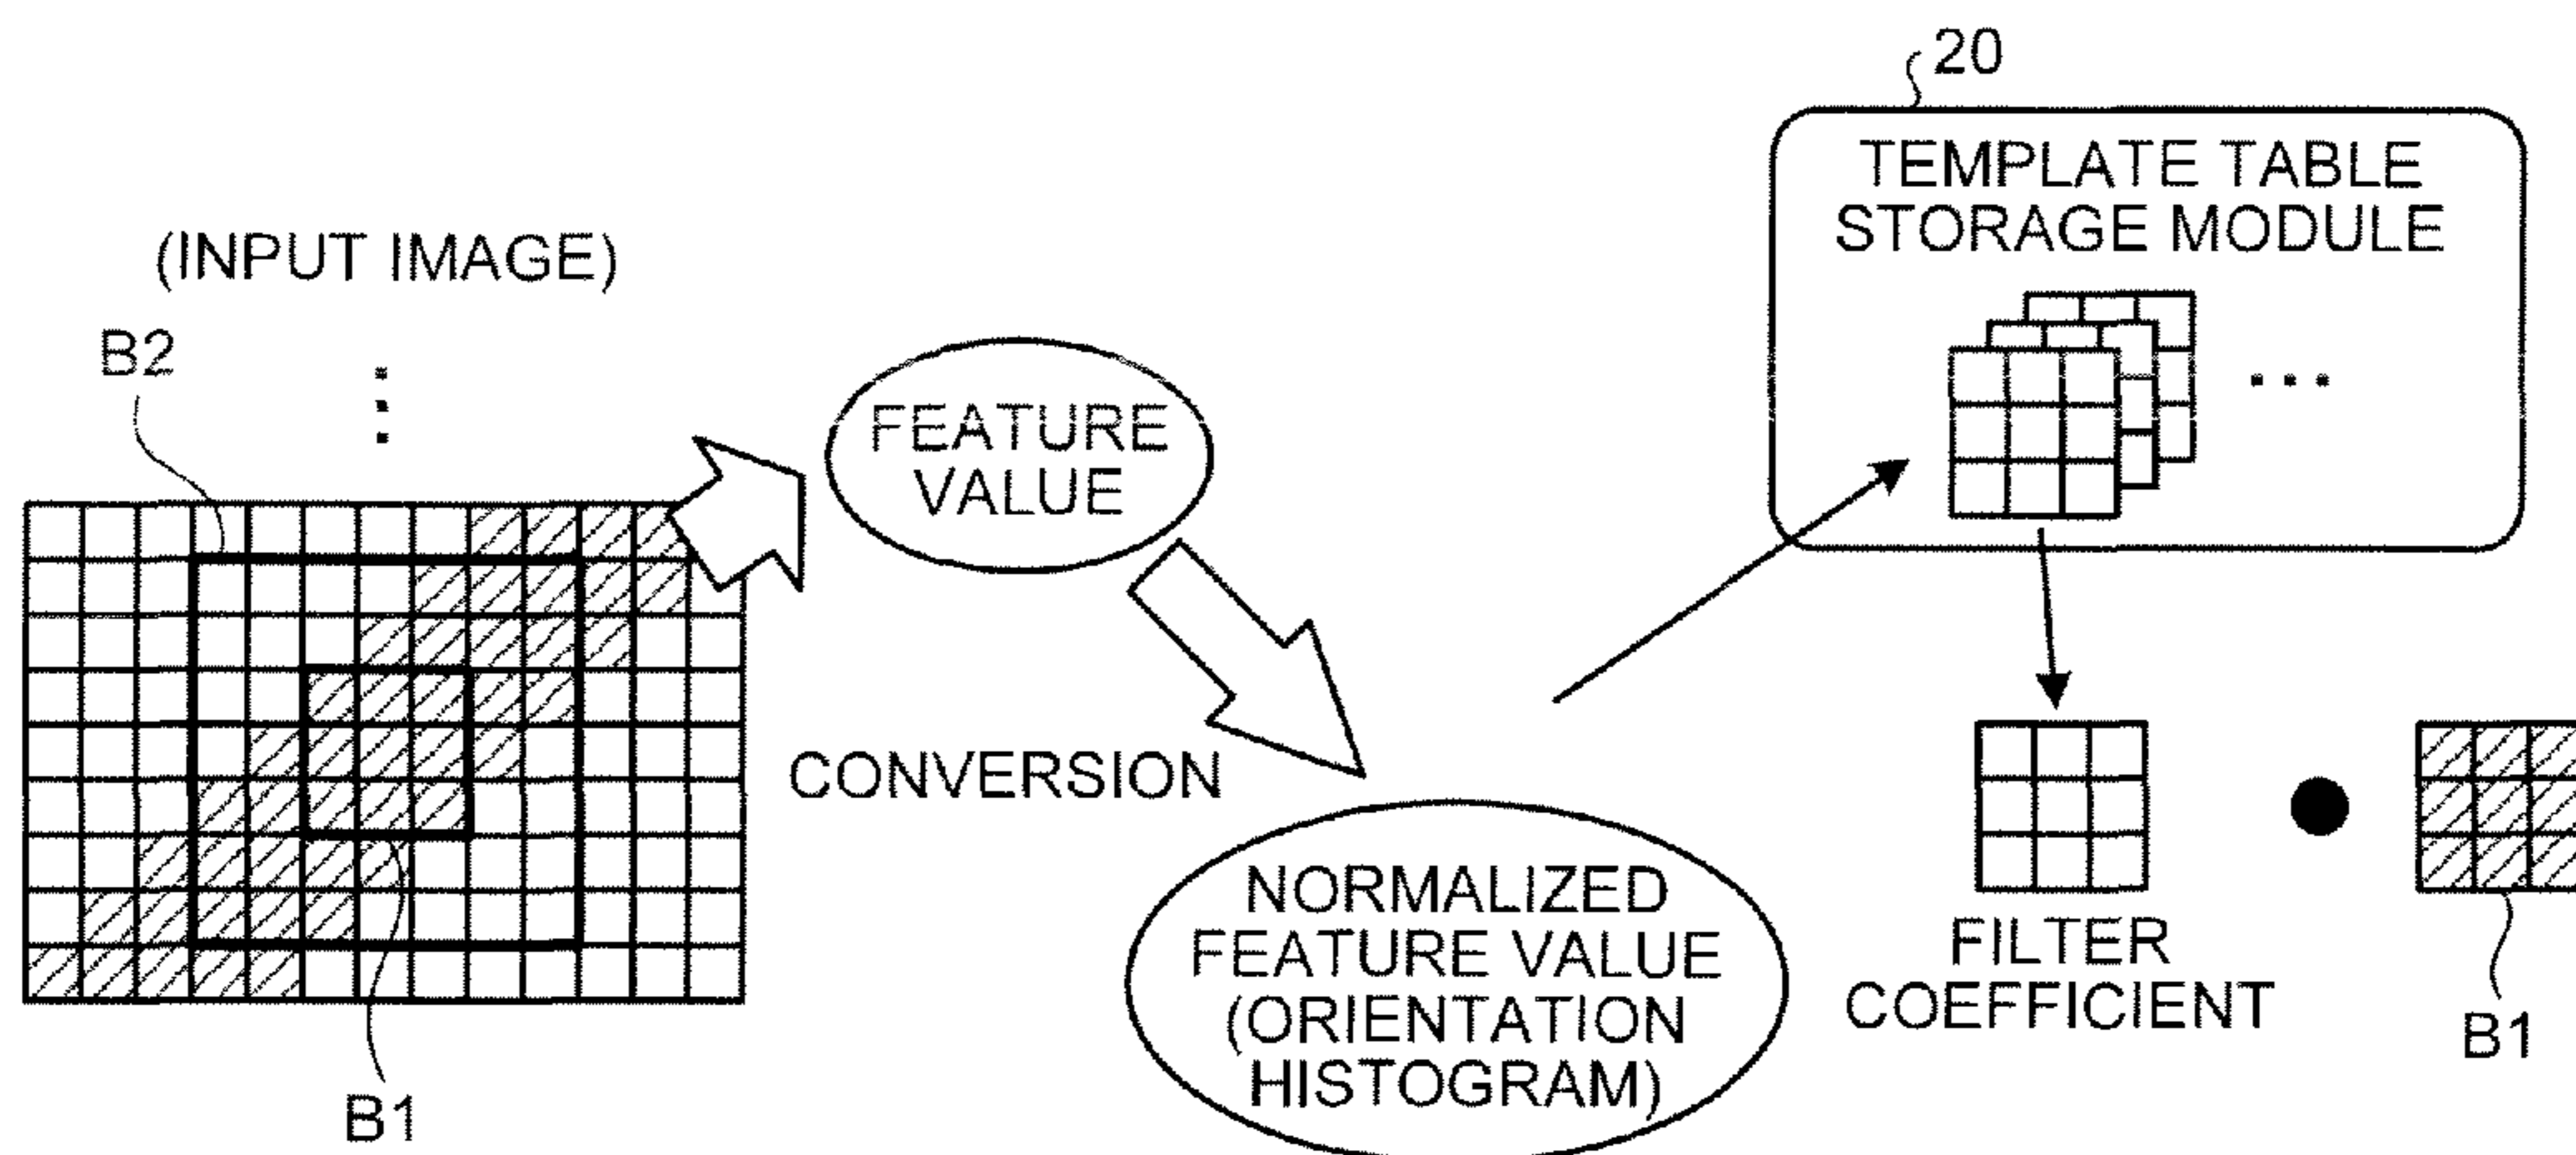 (INPUT IMAGE)
B2
B1
FEATURE
VALUE
CONVERSION
NORMALIZED
FEATURE VALUE
(ORIENTATION
HISTOGRAM)
20
TEMPLATE TABLE
STORAGE MODULE
FILTER
COEFFICIENT
B1